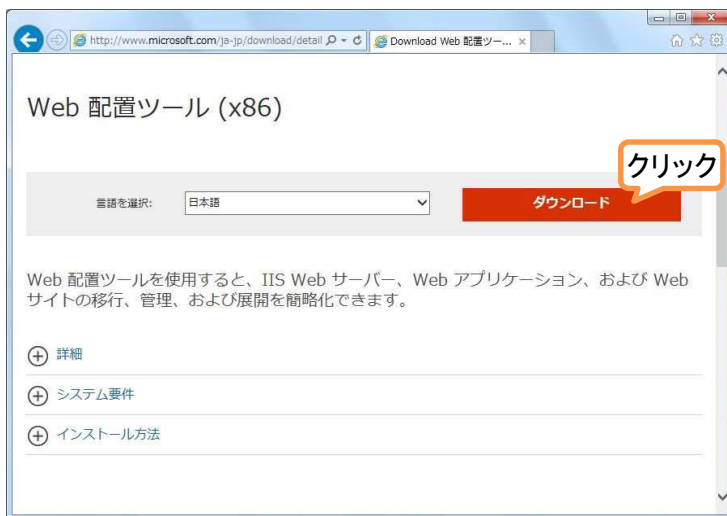 http://www.microsoft.com/ja-jp/download/detail
Download Web 配置ツー...
Web 配置ツール (x86)
クリック
言語を選択:
日本語
ダウンロード
Web 配置ツールを使用すると、IIS Web サーバー、Web アプリケーション、および Web
サイトの移行、管理、および展開を簡略化できます。
詳細
システム要件
インストール方法